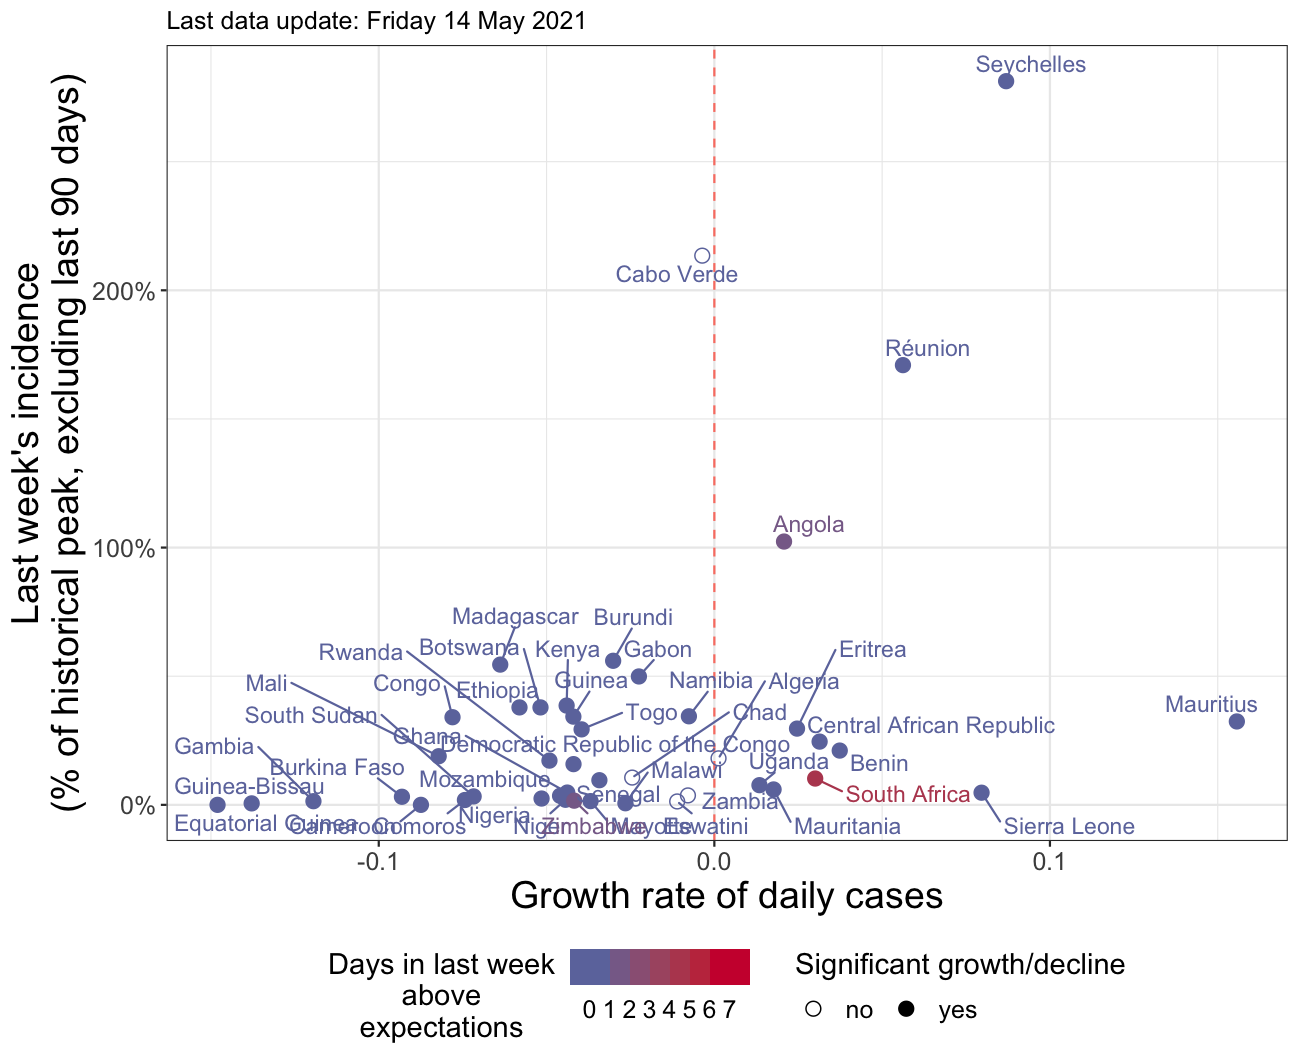 Last data update: Friday 14 May 2021
Last week's incidence
(% of historical peak, excluding last 90 days)
Seychelles
Cabo Verde
200%
Réunion
Angola
100%
Madagascar
Burundi
Rwanda
Botswana
Kenya
Gabon
Eritrea
Mali
Congo
Ethiopia
Guinea
Namibia
Algeria
Mauritius
South Sudan
Togo
Chad
Central African Republic
Gambia
Ghana
Democratic Republic of the Congo
Burkina Faso
Mozambique
Malawi
Uganda
Benin
Guinea-Bissau
Senegal
Zambia
South Africa
0%
Equatorial Guinea
Cameroon
Comoros
Nigeria
Niger
Zimbabwe
Mayotte
Eswatini
Mauritania
Sierra Leone
-0.1
0.0
0.1
Growth rate of daily cases
Days in last week
above
expectations
0 1 2 3 4 5 6 7
Significant growth/decline
no
yes